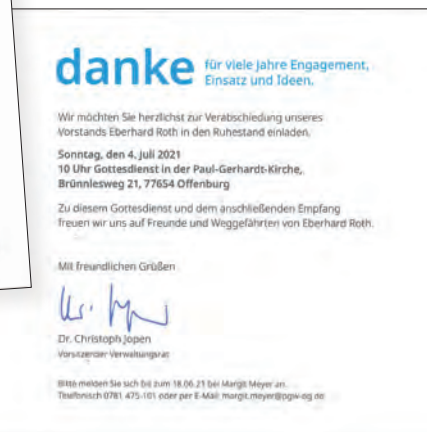 danke für viele Jahre Engagement,
Einsatz und Ideen.
Wir möchten Sie herzlichst zur Verabschiedung unseres
Vorstands Eberhard Roth in den Ruhestand einladen.
Sonntag, den 4. Juli 2021
10 Uhr Gottesdienst in der Paul-Gerhardt-Kirche,
Brünnlesweg 21, 77654 Offenburg
Zu diesem Gottesdienst und dem anschließenden Empfang
freuen wir uns auf Freunde und Weggefährten von Eberhard Roth.
Mit freundlichen Grüßen
Dr. Christoph Jopen
Vorsitzender Verwaltungsrat
Bitte melden Sie sich bis zum 18.06.21 bei Margit Meyer an.
Telefonisch 0781 475-101 oder per E-Mail: margit.meyer@pgw-og.de